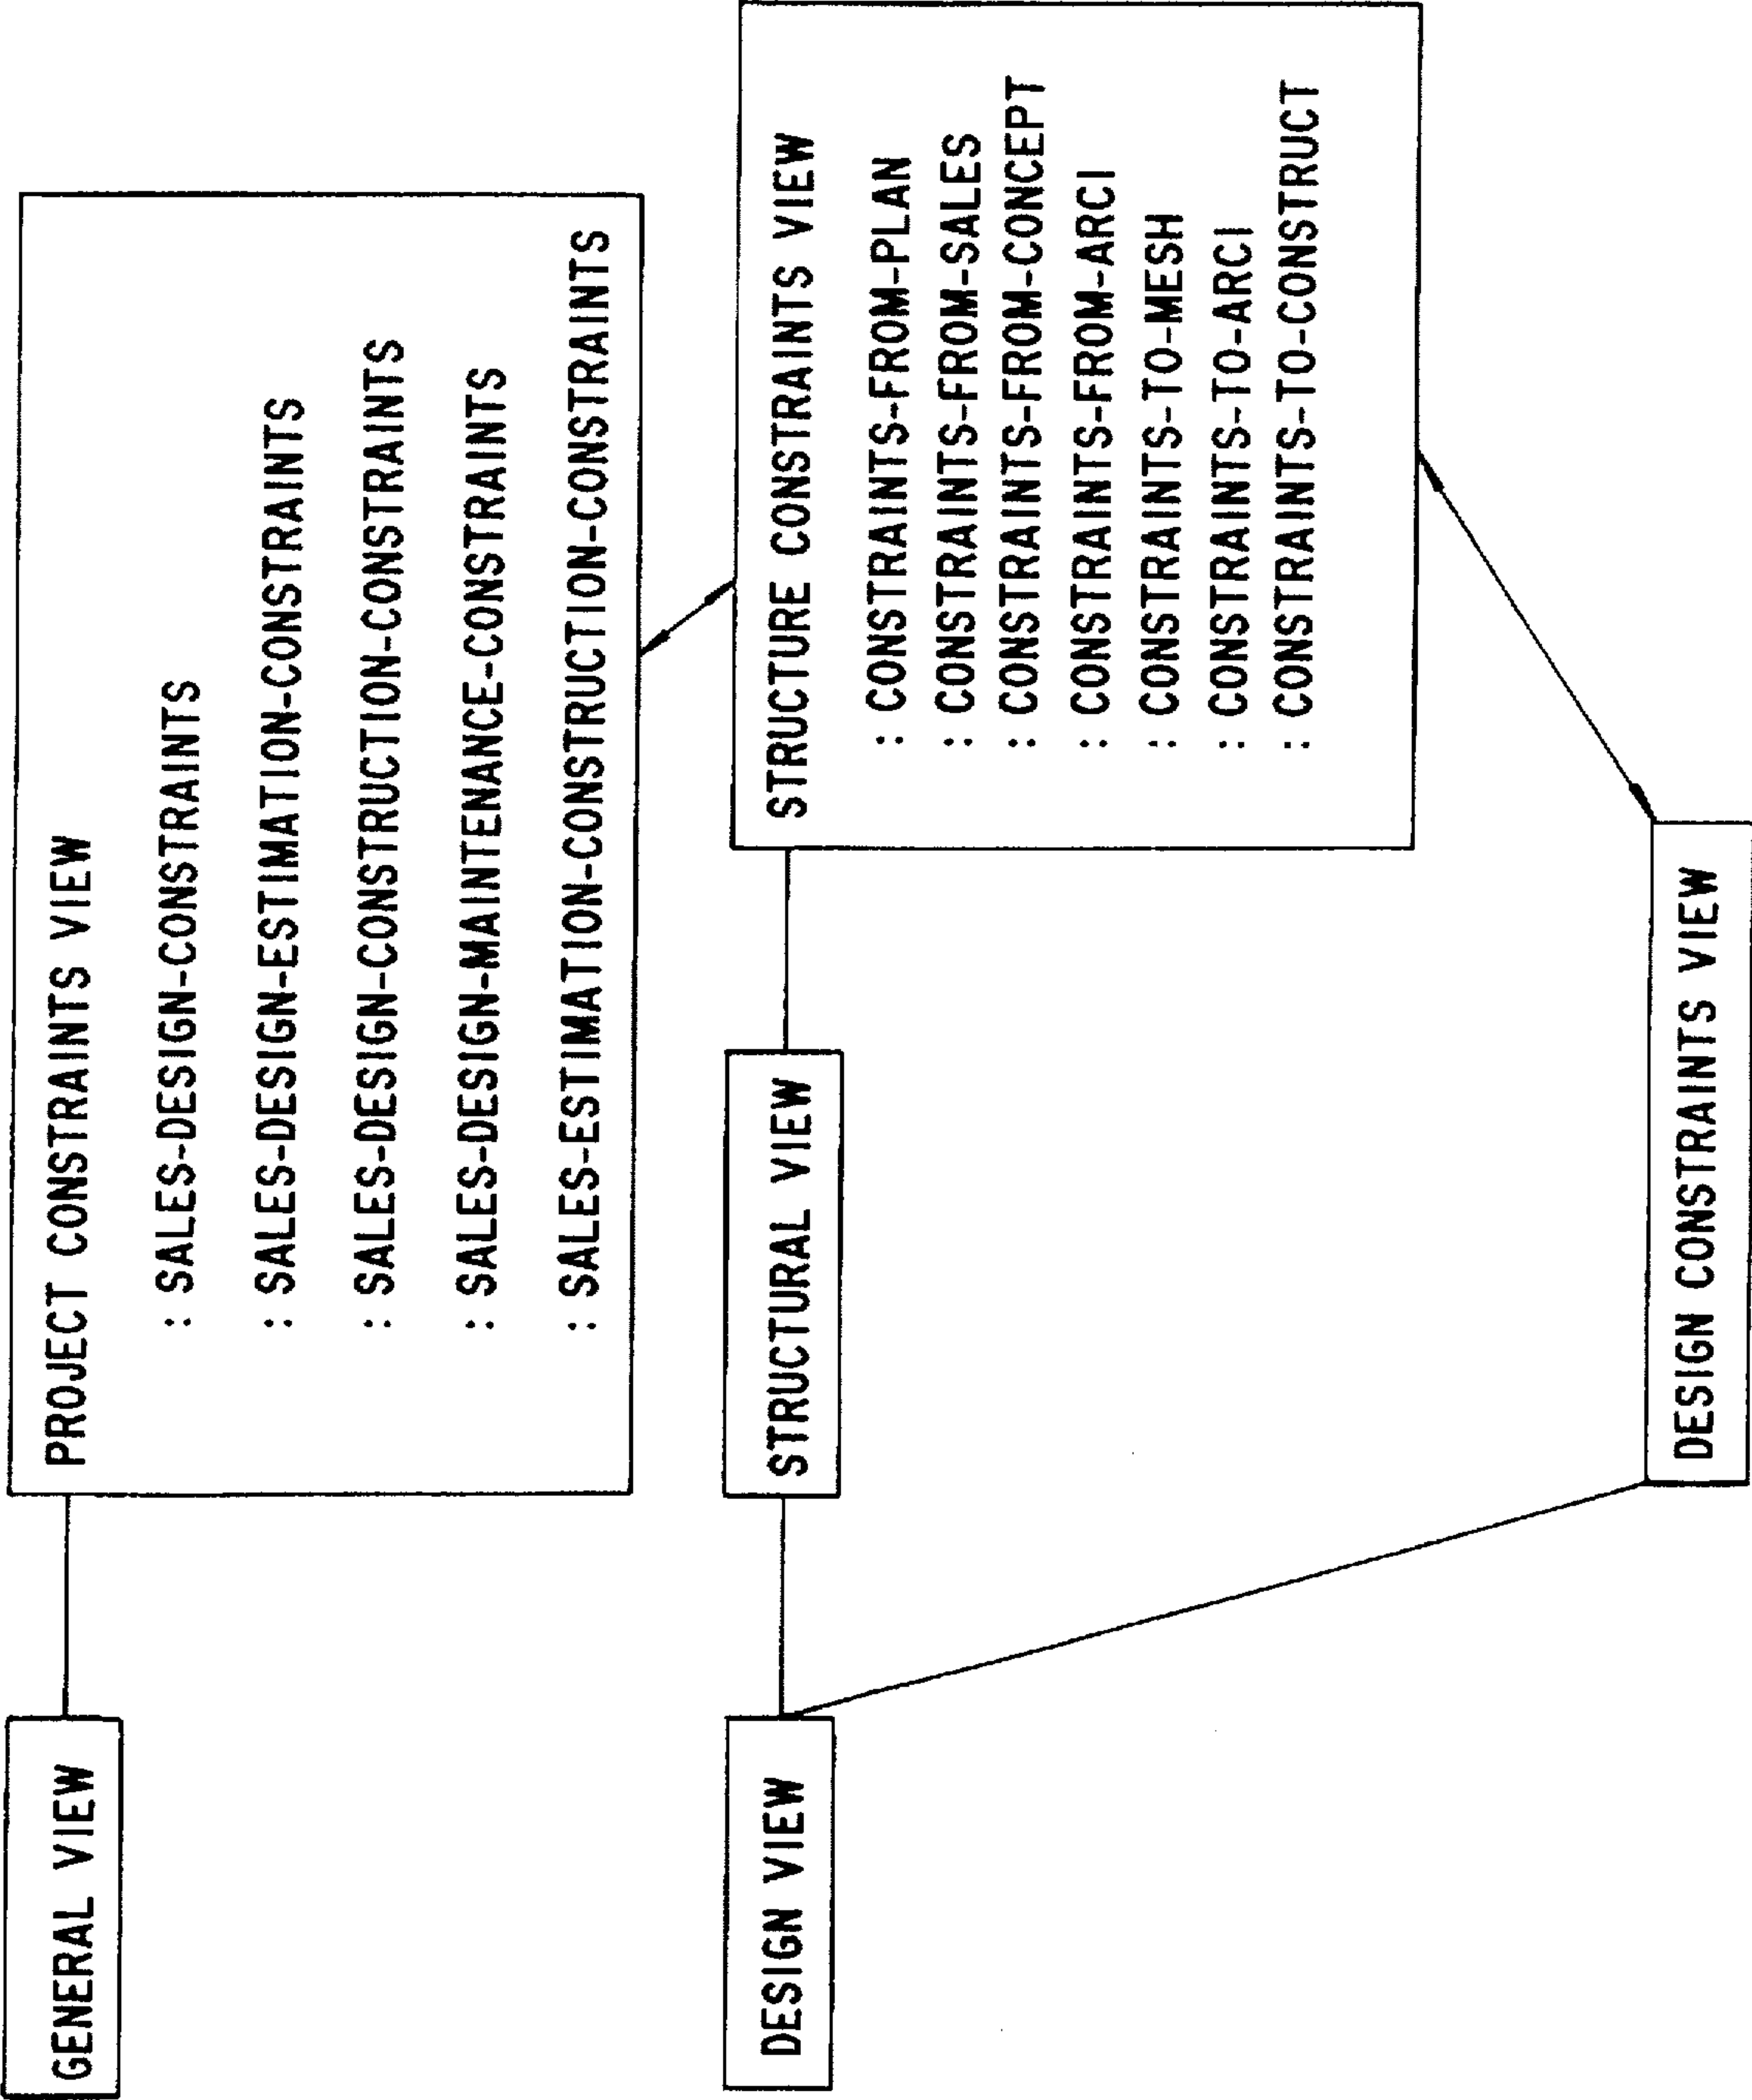 GENERAL VIEW
PROJECT CONSTRAINTS VIEW
: SALES-DESIGN-CONSTRAINTS
: SALES-DESIGN-ESTIMATION-CONSTRAINTS
: SALES-DESIGN-CONSTRUCTION-CONSTRAINTS
: SALES-DESIGN-MAINTENANCE-CONSTRAINTS
: SALES-ESTIMATION-CONSTRUCTION-CONSTRAINTS
DESIGN VIEW
STRUCTURAL VIEW
STRUCTURE CONSTRAINTS VIEW
: CONSTRAINTS-FROM-PLAN
: CONSTRAINTS-FROM-SALES
: CONSTRAINTS-FROM-CONCEPT
: CONSTRAINTS-FROM-ARCI
: CONSTRAINTS-TO-MESH
: CONSTRAINTS-TO-ARCI
: CONSTRAINTS-TO-CONSTRUCT
DESIGN CONSTRAINTS VIEW